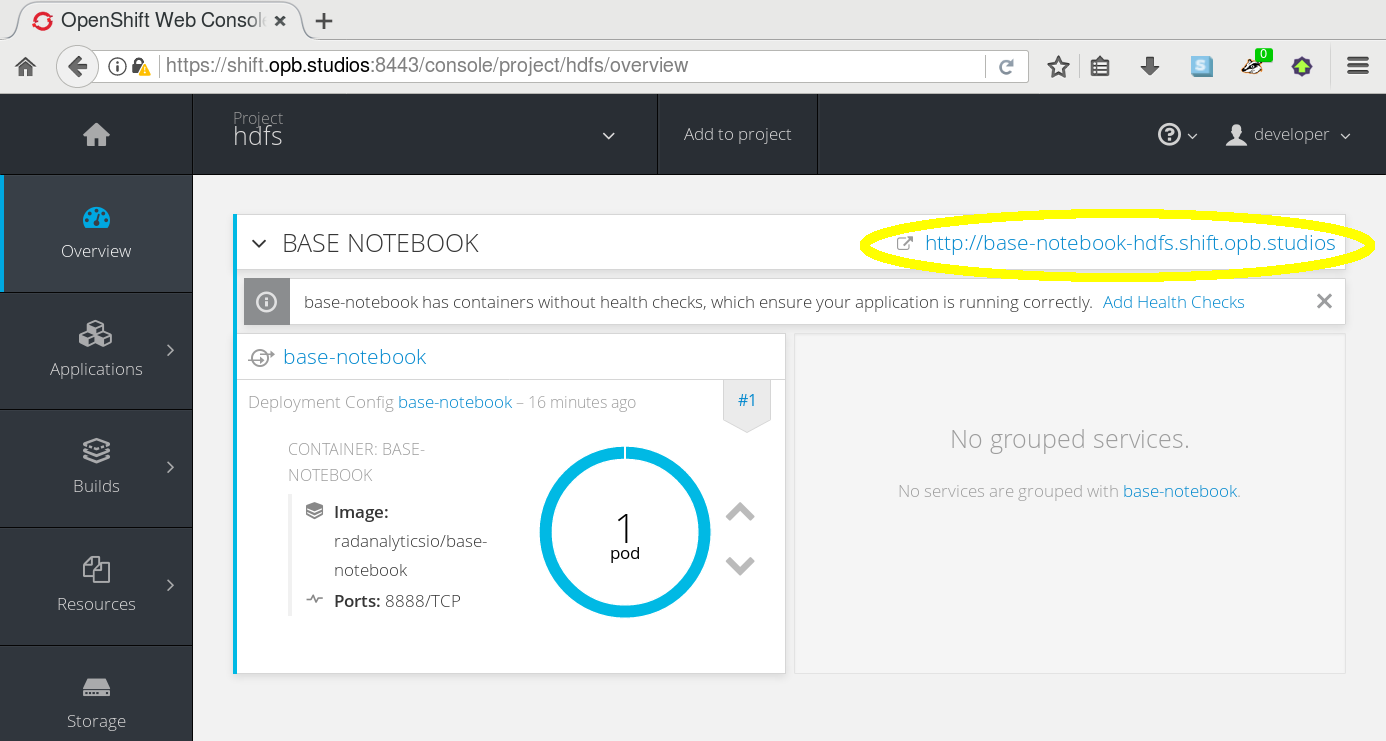 OpenShift Web Consol
https://shift.opb.studios:8443/console/project/hdfs/overview
S
0
Project
hdfs
Add to project
developer
Overview
Applications
Builds
Resources
Storage
BASE NOTEBOOK
http://base-notebook-hdfs.shift.opb.studios
base-notebook has containers without health checks, which ensure your application is running correctly. Add Health Checks
base-notebook
Deployment Config base-notebook – 16 minutes ago
#1
CONTAINER: BASE-
NOTEBOOK
Image:
radanalyticsio/base-
notebook
Ports: 8888/TCP
1
pod
No grouped services.
No services are grouped with base-notebook.